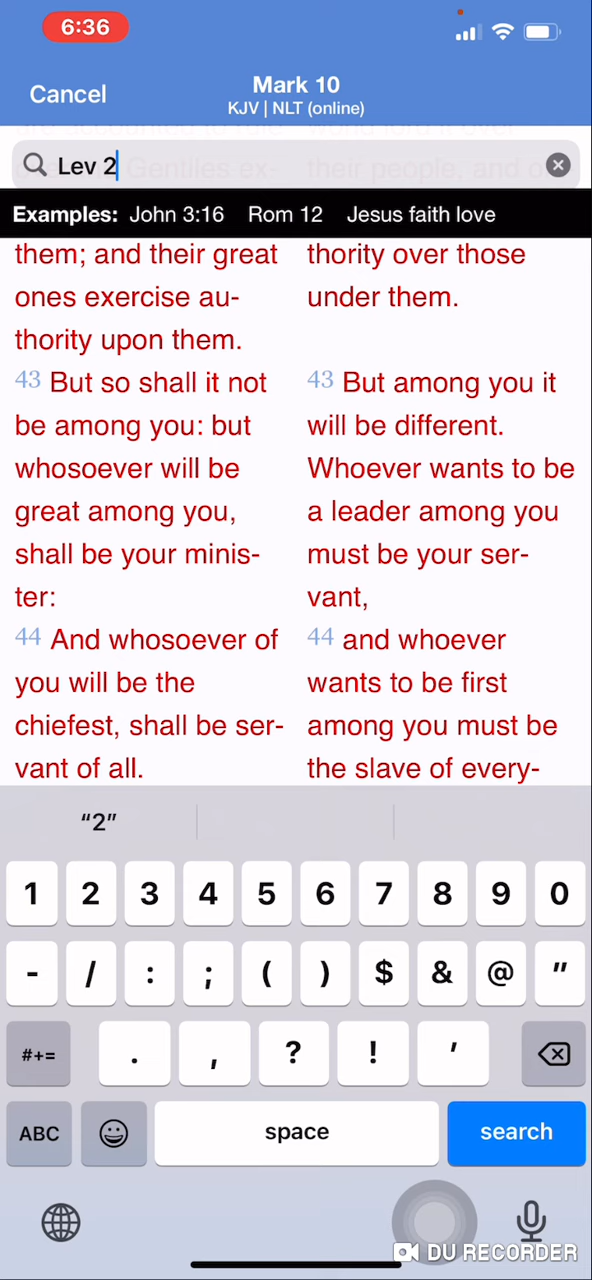 6:36
Cancel
Mark 10
KJV | NLT (online)
Lev 2
Examples: John 3:16 Rom 12 Jesus faith love
them; and their great
ones exercise au-
thority upon them.
43 But so shall it not
be among you: but
whosoever will be
great among you,
shall be your minis-
ter:
44 And whosoever of
you will be the
chiefest, shall be ser-
vant of all.
thority over those
under them.
43 But among you it
will be different.
Whoever wants to be
a leader among you
must be your ser-
vant,
44 and whoever
wants to be first
among you must be
the slave of every-
“2”
1 2 3 4 5 6 7 8 9 0
- / : ; ( ) $ & @ "
#+= . , ? ! '
ABC space search
DU RECORDER